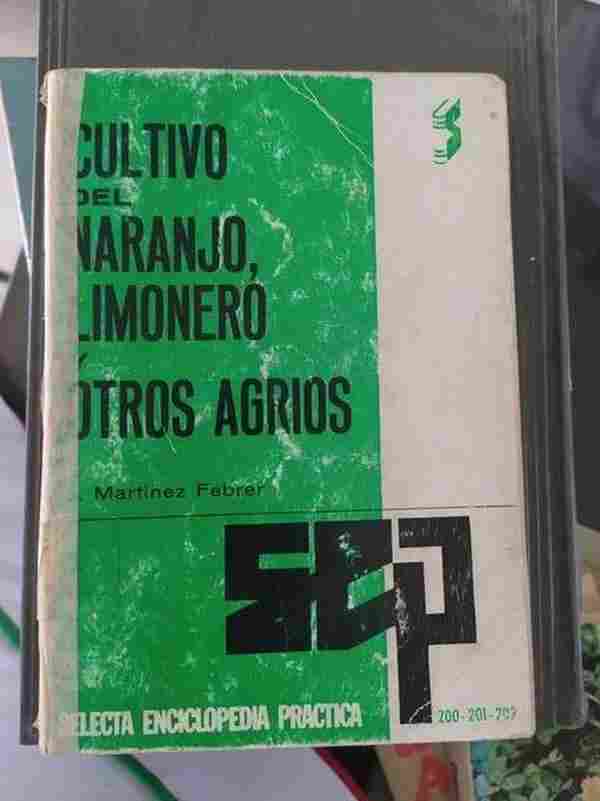 CULTIVO
DEL
NARANJO,
LIMONERO
Y
OTROS AGRIOS
Martínez Febrer
SEP
SELECTA ENCICLOPEDIA PRACTICA
200-201-202